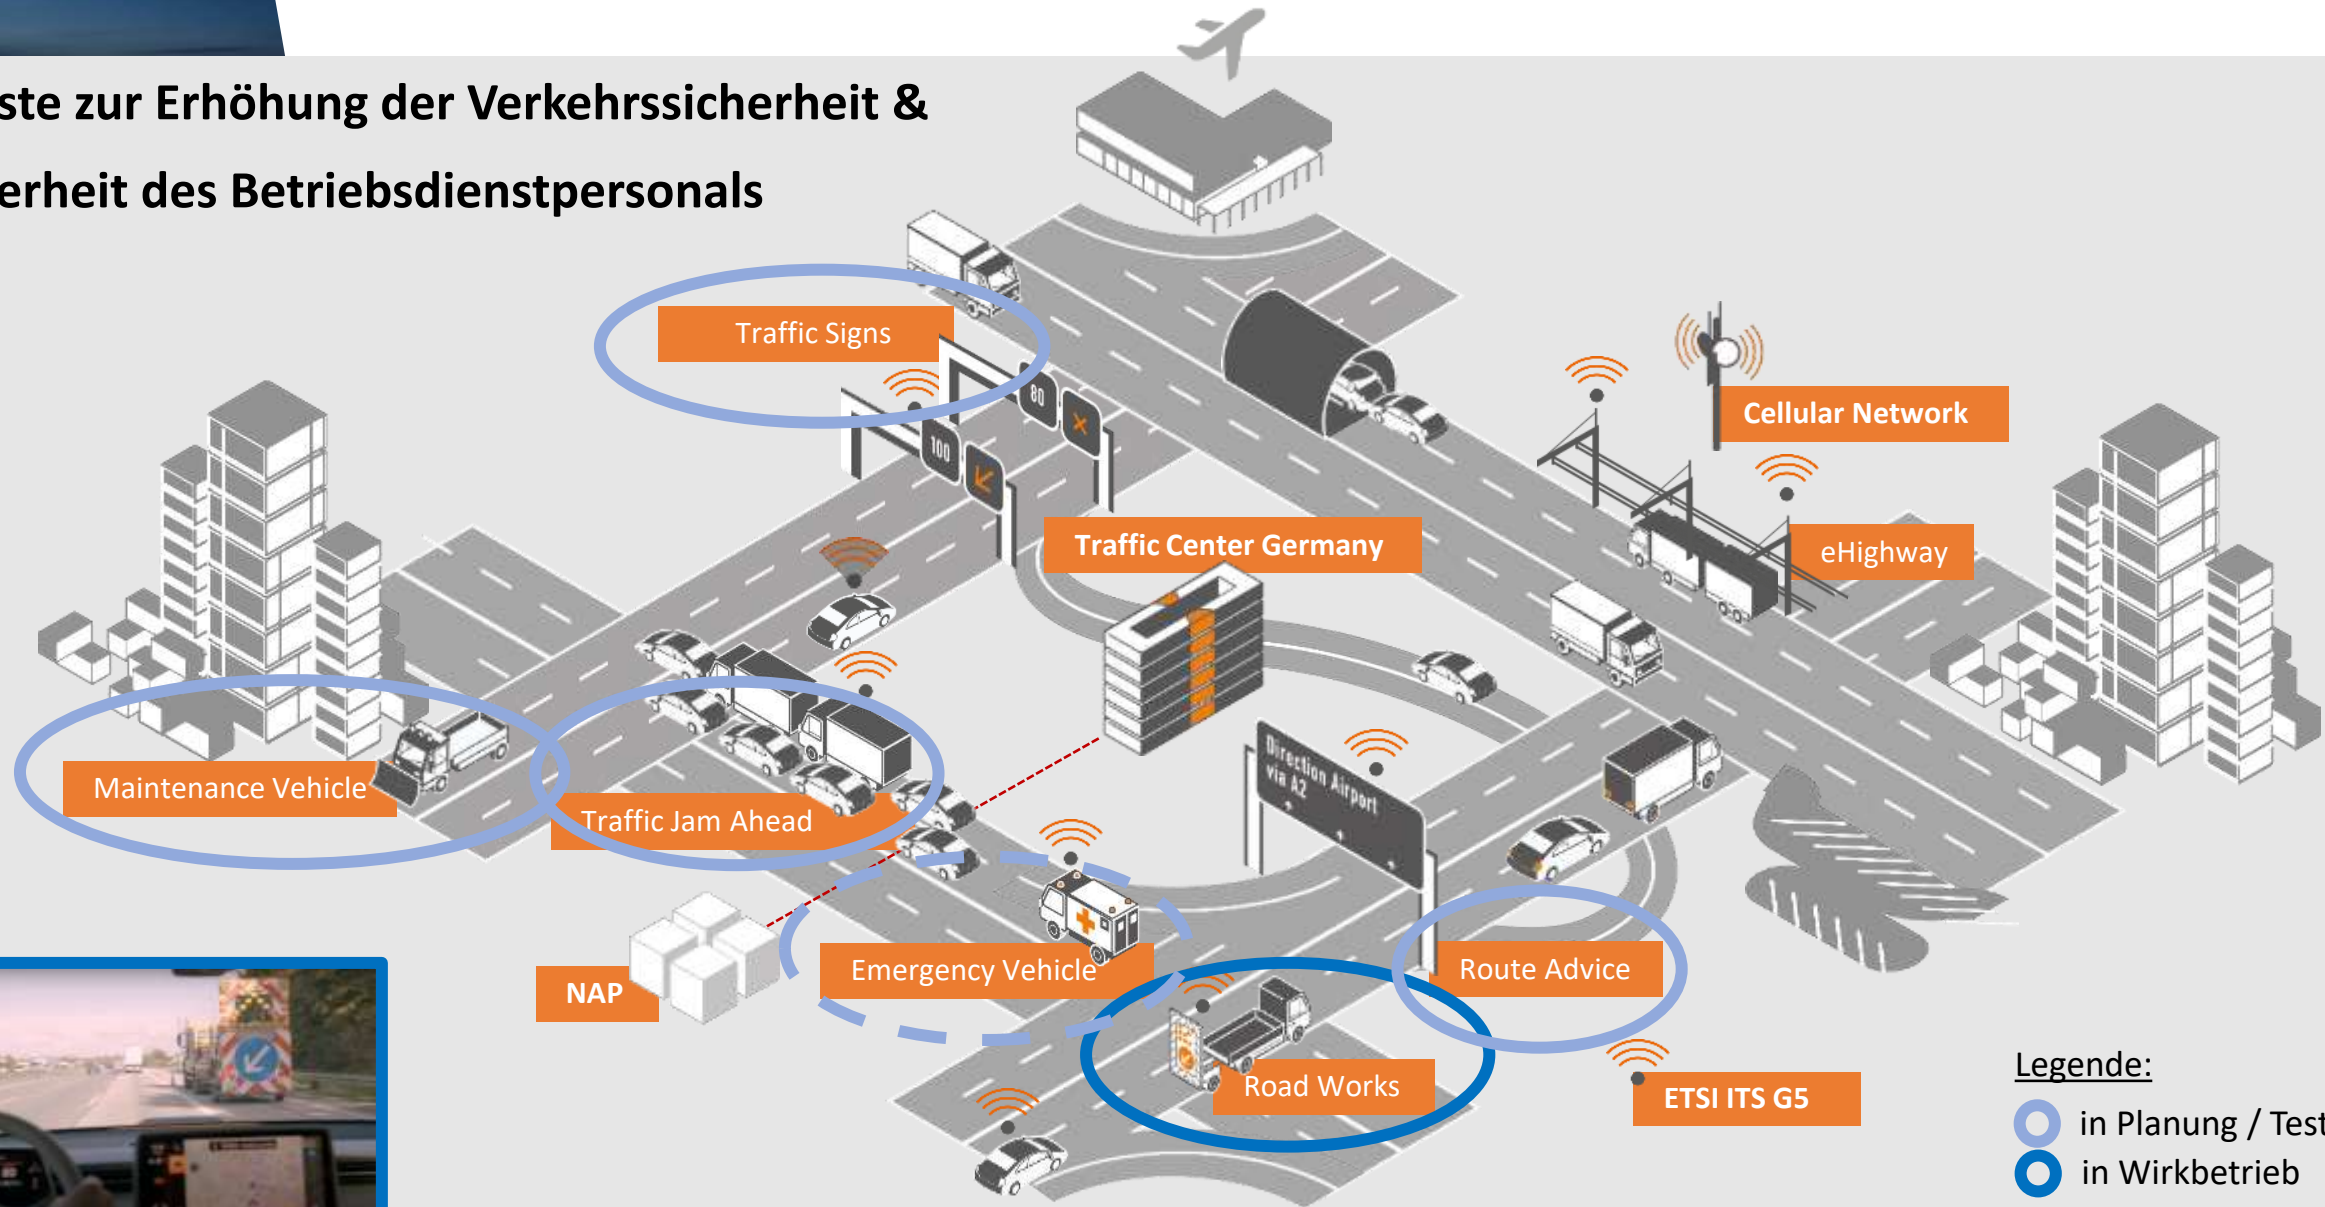 ste zur Erhöhung der Verkehrssicherheit &
erheit des Betriebsdienstpersonals
Traffic Signs
80
100
Cellular Network
Traffic Center Germany
eHighway
Maintenance Vehicle
Traffic Jam Ahead
Direction Airport
via A2
Emergency Vehicle
Route Advice
NAP
Road Works
ETSI ITS G5
Legende:
in Planung / Test
in Wirkbetrieb